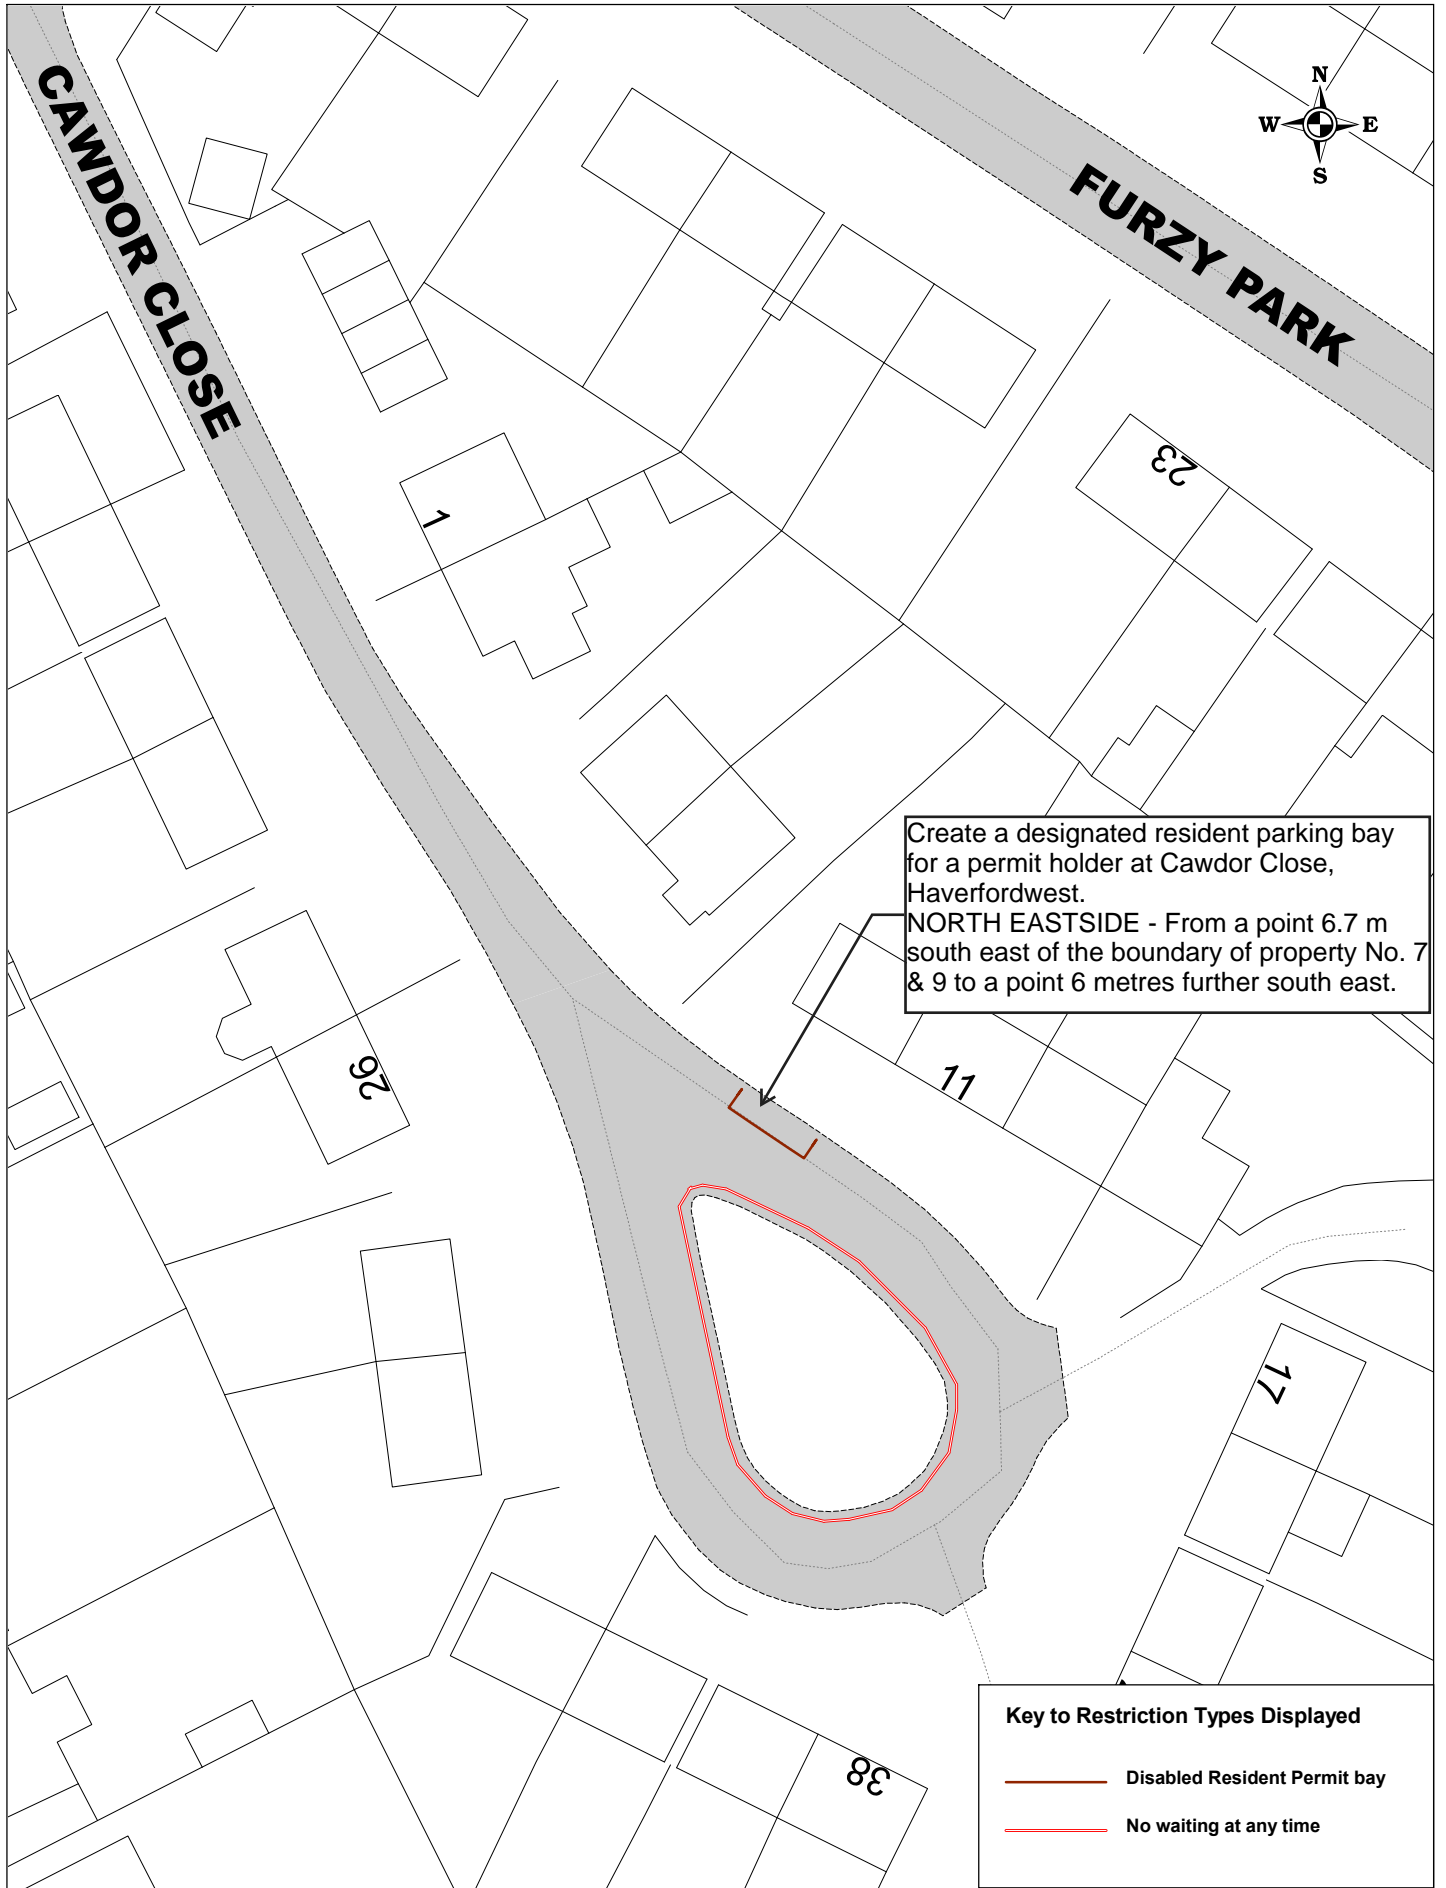 CAWDOR CLOSE
FURZY PARK
N
W E
S
23
1
Create a designated resident parking bay
for a permit holder at Cawdor Close,
Haverfordwest.
NORTH EASTSIDE - From a point 6.7 m
south east of the boundary of property No. 7
& 9 to a point 6 metres further south east.
26
11
17
38
Key to Restriction Types Displayed
Disabled Resident Permit bay
No waiting at any time